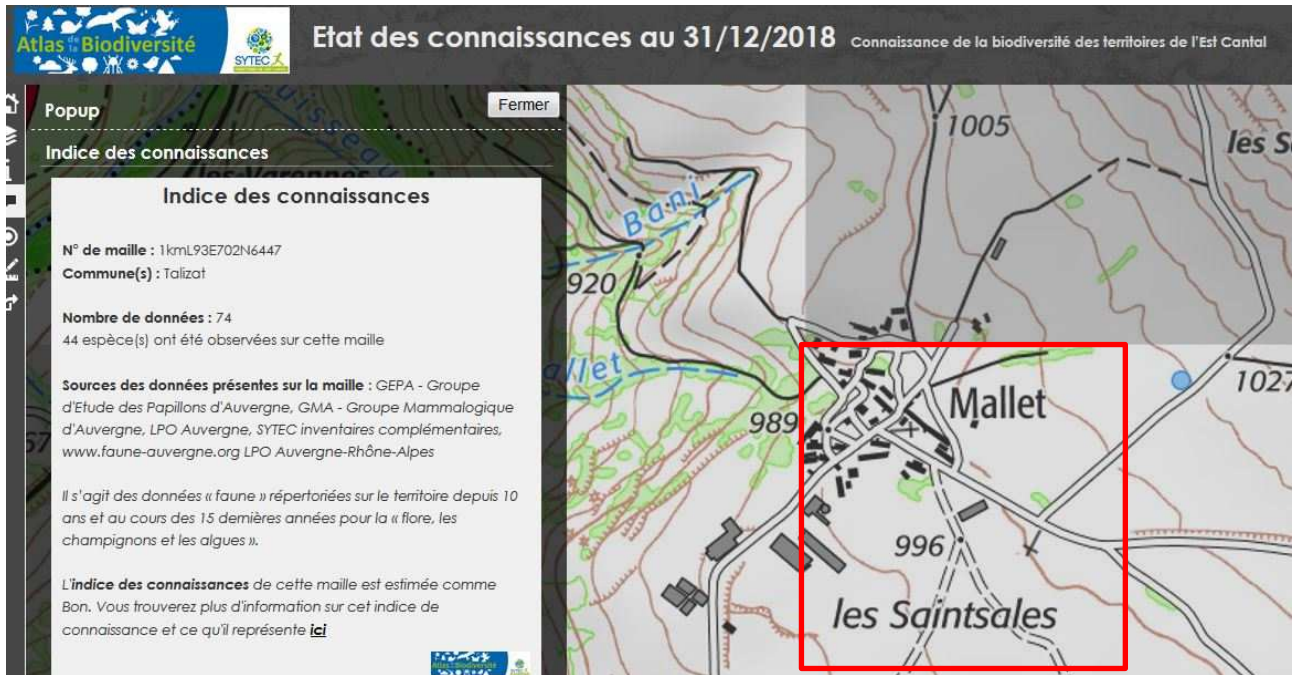 Atlas de la Biodiversité
SYTEC
Etat des connaissances au 31/12/2018 Connaissance de la biodiversité des territoires de l'Est Cantal
Popup
Fermer
Indice des connaissances
Indice des connaissances
N° de maille : 1kmL93E702N6447
Commune(s) : Talizat
Nombre de données : 74
44 espèce(s) ont été observées sur cette maille
Sources des données présentes sur la maille : GEPA - Groupe
d'Etude des Papillons d'Auvergne, GMA - Groupe Mammalogique
d'Auvergne, LPO Auvergne, SYTEC inventaires complémentaires,
www.faune-auvergne.org LPO Auvergne-Rhône-Alpes
Il s'agit des données « faune » répertoriées sur le territoire depuis 10
ans et au cours des 15 dernières années pour la « flore, les
champignons et les algues ».
L'indice des connaissances de cette maille est estimée comme
Bon. Vous trouverez plus d'information sur cet indice de
connaissance et ce qu'il représente ici
1005
les S
Bani
920
allet
Mallet
1027
989
996
les Saintsales